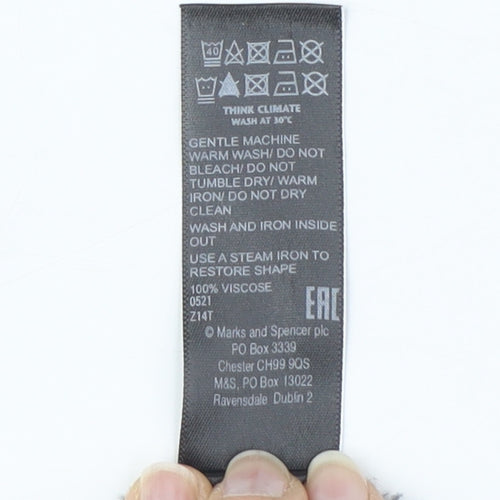 40
THINK CLIMATE
WASH AT 30°C
GENTLE MACHINE
WARM WASH/ DO NOT
BLEACH/ DO NOT
TUMBLE DRY/ WARM
IRON/ DO NOT DRY
CLEAN
WASH AND IRON INSIDE
OUT
USE A STEAM IRON TO
RESTORE SHAPE
100% VISCOSE
0521
Z14T
EAC
© Marks and Spencer plc
PO Box 3339
Chester CH99 9QS
M&S, PO Box 13022
Ravensdale Dublin 2